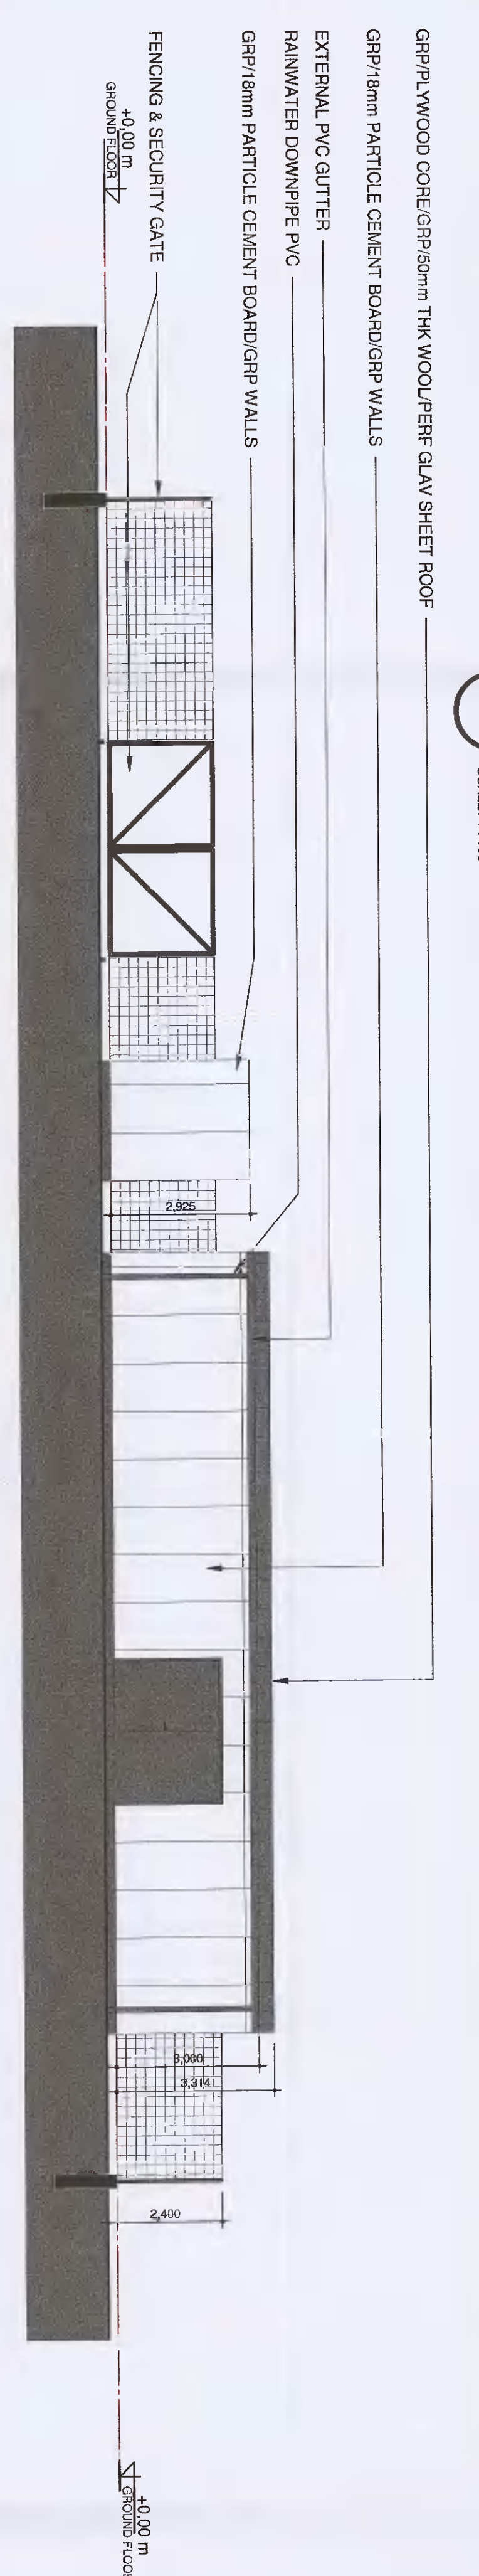 GRP/PLYWOOD CORE/GRP/50mm THK WOOL/PERF GLAV SHEET ROOF
GRP/18mm PARTICLE CEMENT BOARD/GRP WALLS
EXTERNAL PVC GUTTER
RAINWATER DOWNPIPE PVC
GRP/18mm PARTICLE CEMENT BOARD/GRP WALLS
FENCING & SECURITY GATE
+0,00 m
GROUND FLOOR
2,925
3,000
3,314
2,400
+0,00 m
GROUND FLOOR